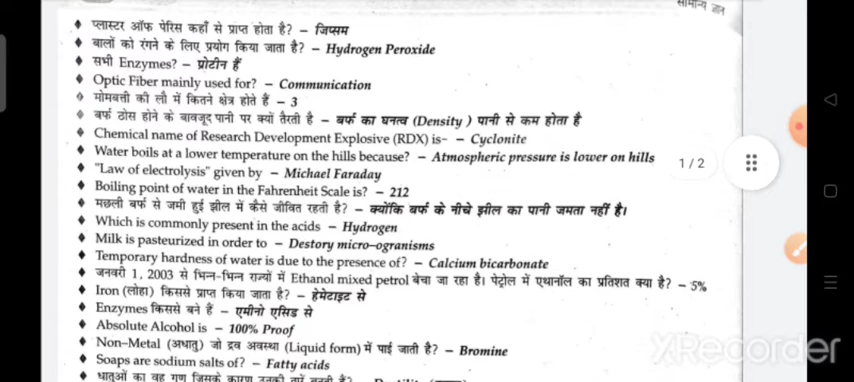 सामान्य ज्ञान
♦ प्लास्टर ऑफ पेरिस कहाँ से प्राप्त होता है? – जिप्सम
♦ बालों को रंगने के लिए प्रयोग किया जाता है? – Hydrogen Peroxide
♦ सभी Enzymes? – प्रोटीन हैं
♦ Optic Fiber mainly used for? – Communication
♦ मोमबत्ती की लौ में कितने क्षेत्र होते हैं – 3
♦ बर्फ ठोस होने के बावजूद पानी पर क्यों तैरती है – बर्फ का घनत्व (Density) पानी से कम होता है
♦ Chemical name of Research Development Explosive (RDX) is- – Cyclonite
♦ Water boils at a lower temperature on the hills because? – Atmospheric pressure is lower on hills
1/2
♦ "Law of electrolysis" given by – Michael Faraday
♦ Boiling point of water in the Fahrenheit Scale is? – 212
♦ मछली बर्फ से जमी हुई झील में कैसे जीवित रहती है? – क्योंकि बर्फ के नीचे झील का पानी जमता नहीं है।
♦ Which is commonly present in the acids – Hydrogen
♦ Milk is pasteurized in order to – Destory micro-ogranisms
♦ Temporary hardness of water is due to the presence of? – Calcium bicarbonate
♦ जनवरी 1, 2003 से भिन्न-भिन्न राज्यों में Ethanol mixed petrol बेचा जा रहा है। पेट्रोल में एथानॉल का प्रतिशत क्या है? – 5%
♦ Iron (लोहा) किससे प्राप्त किया जाता है? – हेमेटाइट से
♦ Enzymes किससे बने हैं – एमीनो एसिड से
♦ Absolute Alcohol is – 100% Proof
♦ Non-Metal (अधातु) जो द्रव अवस्था (Liquid form) में पाई जाती है? – Bromine
♦ Soaps are sodium salts of? – Fatty acids
♦ धातुओं का वह गुण जिसके कारण उनकी
XRecorder